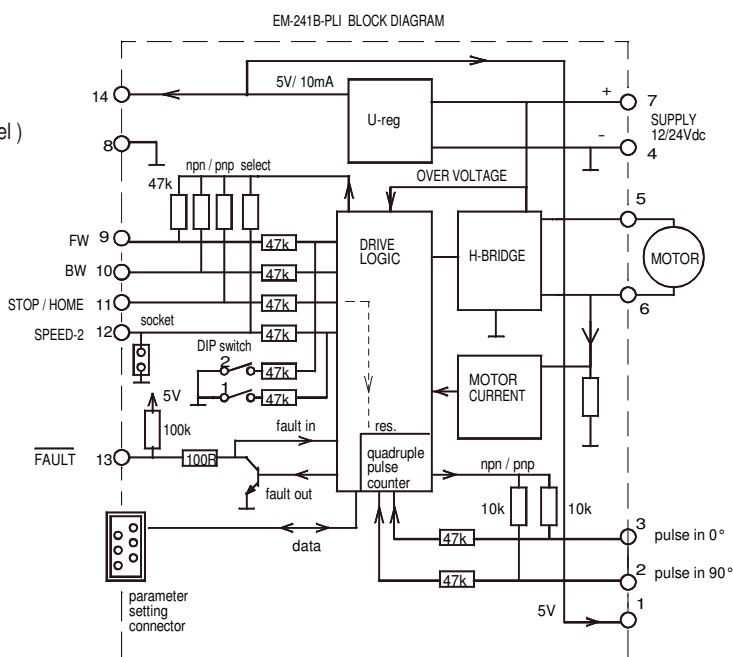 EM-241B-PLI BLOCK DIAGRAM
14
5V/ 10mA
U-reg
+
7
SUPPLY
12/24Vdc
-
4
el )
8
npn / pnp select
47k
OVER VOLTAGE
5
FW 9
47k
DRIVE
LOGIC
H-BRIDGE
MOTOR
BW 10
47k
STOP / HOME 11
47k
6
SPEED-2 12
socket
47k
DIP switch
2
47k
1
47k
MOTOR
CURRENT
5V
100k
fault in
res.
quadruple
pulse
counter
FAULT 13
100R
fault out
npn / pnp
10k
10k
data
47k
3 pulse in 0°
47k
2 pulse in 90°
5V
1
parameter
setting
connector